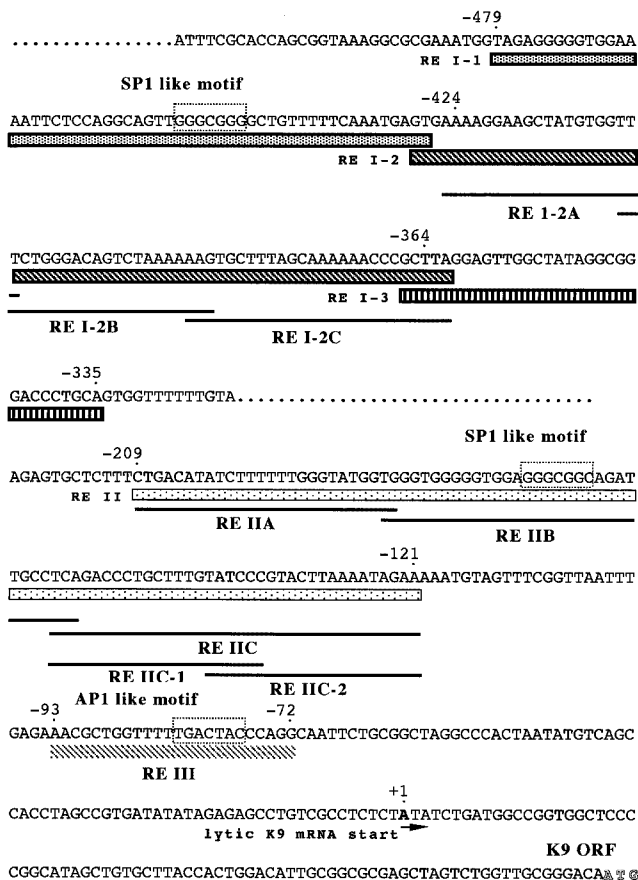 -479
.................ATTTCGCACCAGCGGTAAAGGCGCGAAATGGTAGAGGGGGTGGAA
RE I-1
SP1 like motif
-424
AATTCTCCAGGCAGTTGGGCGGGGCTGTTTTTCAAATGAGTGAAAAGGAAGCTATGTGGTT
RE I-2
RE 1-2A
-364
TCTGGGACAGTCTAAAAAAGTGCTTTAGCAAAAAACCCGCTTAGGAGTTGGCTATAGGCGG
RE I-3
RE I-2B
RE I-2C
-335
GACCCTGCAGTGGTTTTTTGTA......................................
-209
SP1 like motif
AGAGTGCTCTTTCTGACATATCTTTTTTGGGTATGGTGGGTGGGGGTGGAGGGCGGCAGAT
RE II
RE IIA
RE IIB
-121
TGCCTCAGACCCTGCTTTGTATCCCGTACTTAAAATAGAAAAATGTAGTTTCGGTTAATTT
RE IIC
RE IIC-1
RE IIC-2
AP1 like motif
-93
-72
GAGAAACGCTGGTTTTTGACTACCCAGGCAATTCTGCGGCTAGGCCCACTAATATGTCAGC
RE III
+1
CACCTAGCCGTGATATATAGAGAGCCTGTCGCCTCTCTATATCTGATGGCCGGTGGCTCCC
lytic K9 mRNA start
K9 ORF
CGGCATAGCTGTGCTTACCACTGGACATTGCGGCGCGAGCTAGTCTGGTTGCGGGACAATG